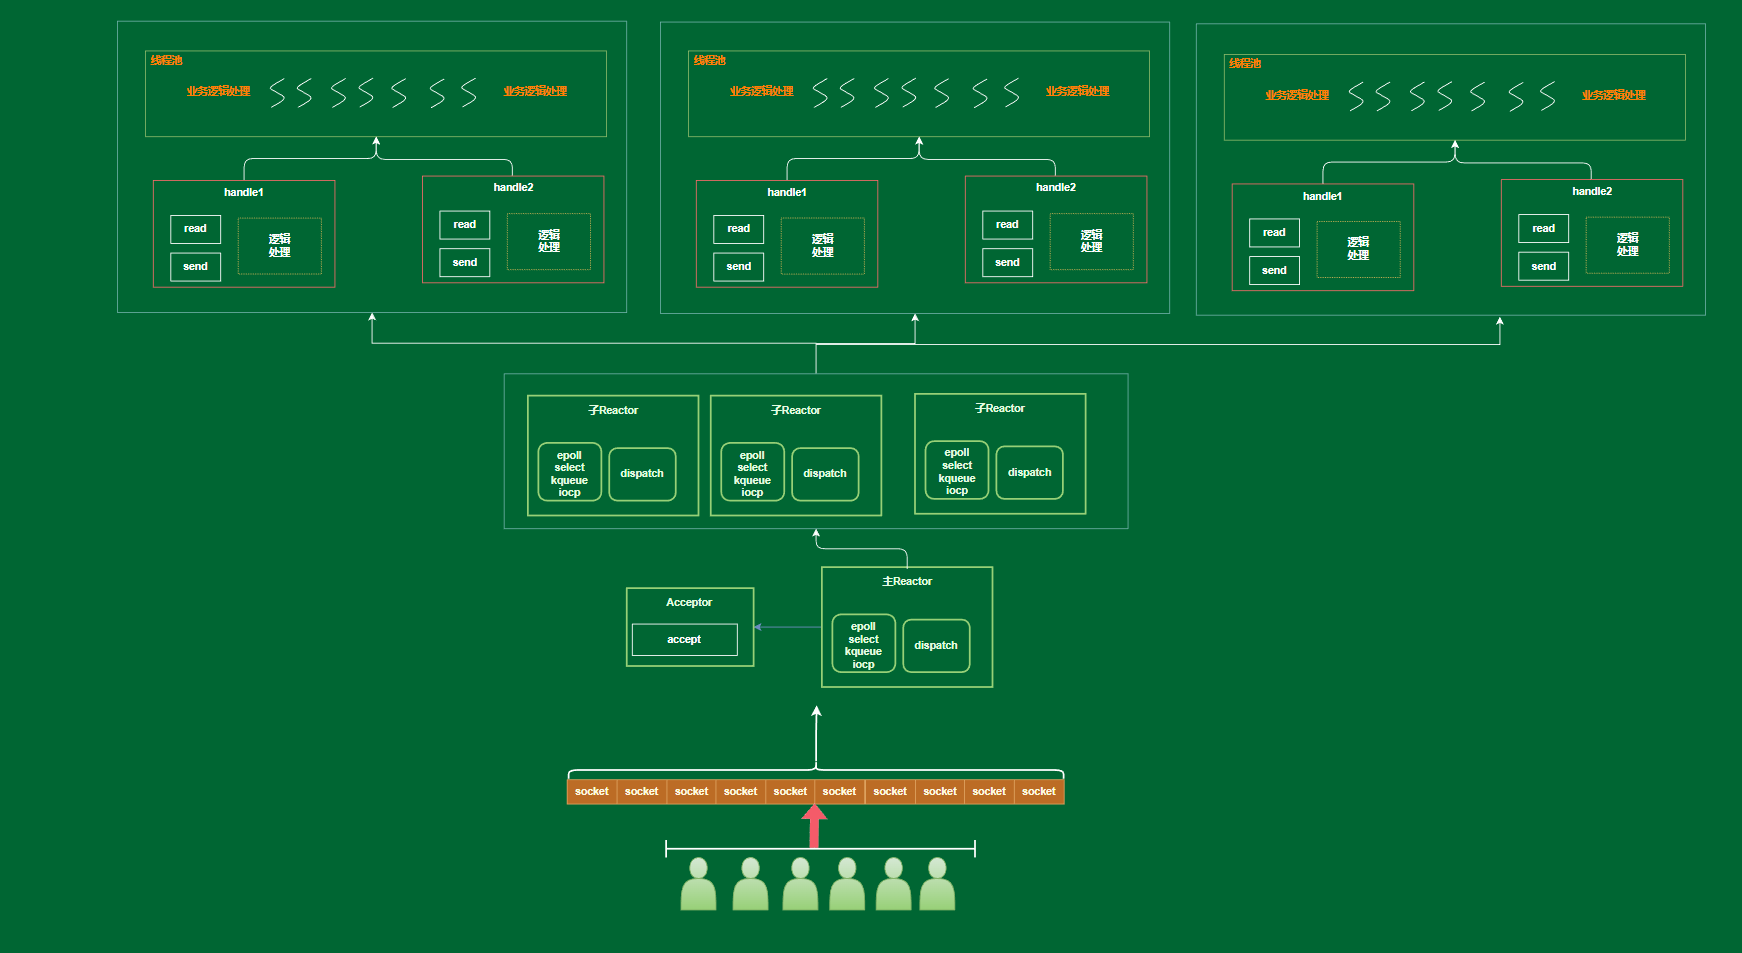 线程池
业务逻辑处理
业务逻辑处理
handle1
read
send
逻辑
处理
handle2
read
send
逻辑
处理
线程池
业务逻辑处理
业务逻辑处理
handle1
read
send
逻辑
处理
handle2
read
send
逻辑
处理
线程池
业务逻辑处理
业务逻辑处理
handle1
read
send
逻辑
处理
handle2
read
send
逻辑
处理
子Reactor
epoll
select
kqueue
iocp
dispatch
子Reactor
epoll
select
kqueue
iocp
dispatch
子Reactor
epoll
select
kqueue
iocp
dispatch
Acceptor
accept
主Reactor
epoll
select
kqueue
iocp
dispatch
socket
socket
socket
socket
socket
socket
socket
socket
socket
socket